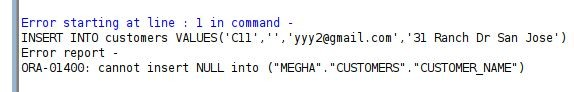 Error starting at line : 1 in command -
INSERT INTO customers VALUES('C11','','yyy2@gmail.com','31 Ranch Dr San Jose')
Error report -
ORA-01400: cannot insert NULL into ("MEGHA"."CUSTOMERS"."CUSTOMER_NAME")